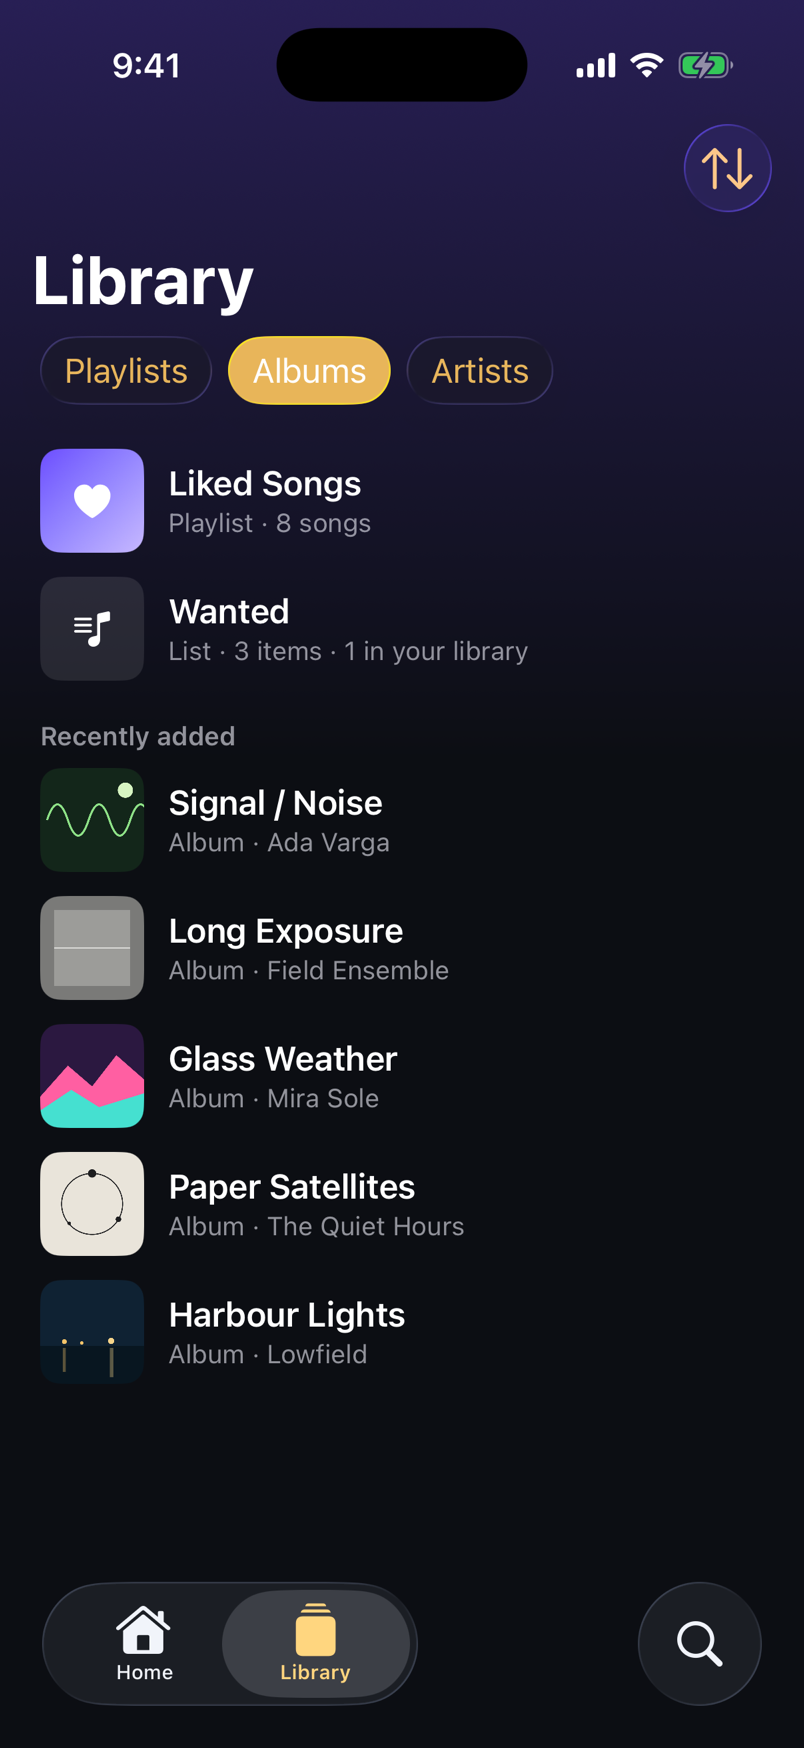 9:41
Library
Playlists
Albums
Artists
Liked Songs
Playlist · 8 songs
Wanted
List · 3 items · 1 in your library
Recently added
Signal / Noise
Album · Ada Varga
Long Exposure
Album · Field Ensemble
Glass Weather
Album · Mira Sole
Paper Satellites
Album · The Quiet Hours
Harbour Lights
Album · Lowfield
Home
Library